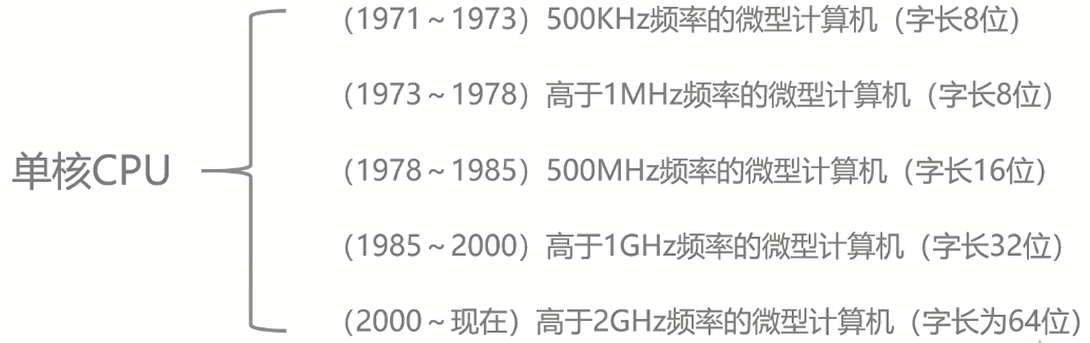 单核CPU
（1971～1973）500KHz频率的微型计算机（字长8位）
（1973～1978）高于1MHz频率的微型计算机（字长8位）
（1978～1985）500MHz频率的微型计算机（字长16位）
（1985～2000）高于1GHz频率的微型计算机（字长32位）
（2000～现在）高于2GHz频率的微型计算机（字长为64位）